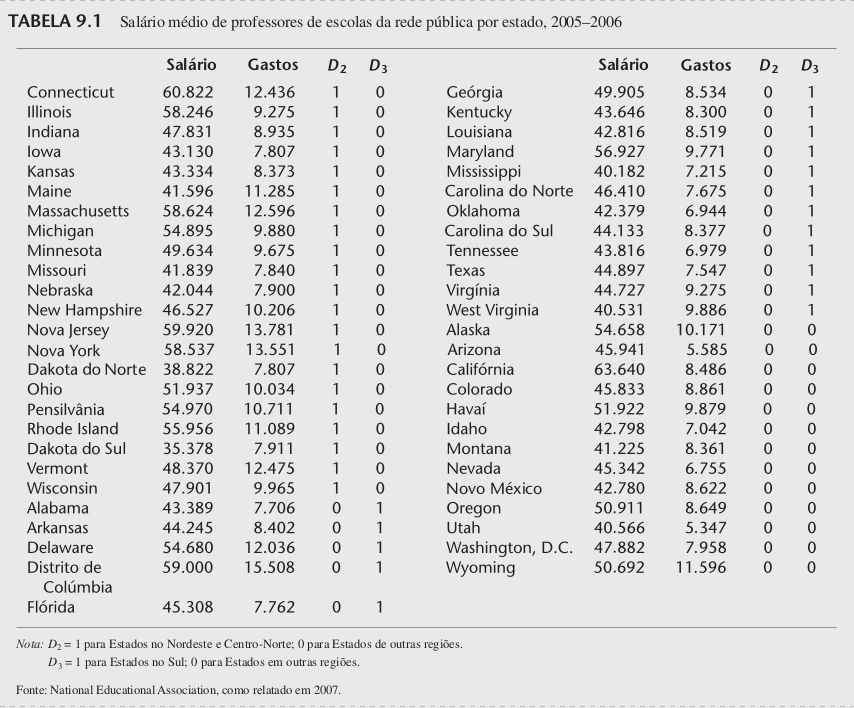 TABELA 9.1 Salário médio de professores de escolas da rede pública por estado, 2005–2006
Salário Gastos D2 D3
Connecticut 60.822 12.436 1 0
Illinois 58.246 9.275 1 0
Indiana 47.831 8.935 1 0
Iowa 43.130 7.807 1 0
Kansas 43.334 8.373 1 0
Maine 41.596 11.285 1 0
Massachusetts 58.624 12.596 1 0
Michigan 54.895 9.880 1 0
Minnesota 49.634 9.675 1 0
Missouri 41.839 7.840 1 0
Nebraska 42.044 7.900 1 0
New Hampshire 46.527 10.206 1 0
Nova Jersey 59.920 13.781 1 0
Nova York 58.537 13.551 1 0
Dakota do Norte 38.822 7.807 1 0
Ohio 51.937 10.034 1 0
Pensilvânia 54.970 10.711 1 0
Rhode Island 55.956 11.089 1 0
Dakota do Sul 35.378 7.911 1 0
Vermont 48.370 12.475 1 0
Wisconsin 47.901 9.965 1 0
Alabama 43.389 7.706 0 1
Arkansas 44.245 8.402 0 1
Delaware 54.680 12.036 0 1
Distrito de 59.000 15.508 0 1
Colúmbia
Flórida 45.308 7.762 0 1
Salário Gastos D2 D3
Geórgia 49.905 8.534 0 1
Kentucky 43.646 8.300 0 1
Louisiana 42.816 8.519 0 1
Maryland 56.927 9.771 0 1
Mississippi 40.182 7.215 0 1
Carolina do Norte 46.410 7.675 0 1
Oklahoma 42.379 6.944 0 1
Carolina do Sul 44.133 8.377 0 1
Tennessee 43.816 6.979 0 1
Texas 44.897 7.547 0 1
Virgínia 44.727 9.275 0 1
West Virginia 40.531 9.886 0 1
Alaska 54.658 10.171 0 0
Arizona 45.941 5.585 0 0
Califórnia 63.640 8.486 0 0
Colorado 45.833 8.861 0 0
Havaí 51.922 9.879 0 0
Idaho 42.798 7.042 0 0
Montana 41.225 8.361 0 0
Nevada 45.342 6.755 0 0
Novo México 42.780 8.622 0 0
Oregon 50.911 8.649 0 0
Utah 40.566 5.347 0 0
Washington, D.C. 47.882 7.958 0 0
Wyoming 50.692 11.596 0 0
Nota: D2 = 1 para Estados no Nordeste e Centro-Norte; 0 para Estados de outras regiões.
D3 = 1 para Estados no Sul; 0 para Estados em outras regiões.
Fonte: National Educational Association, como relatado em 2007.